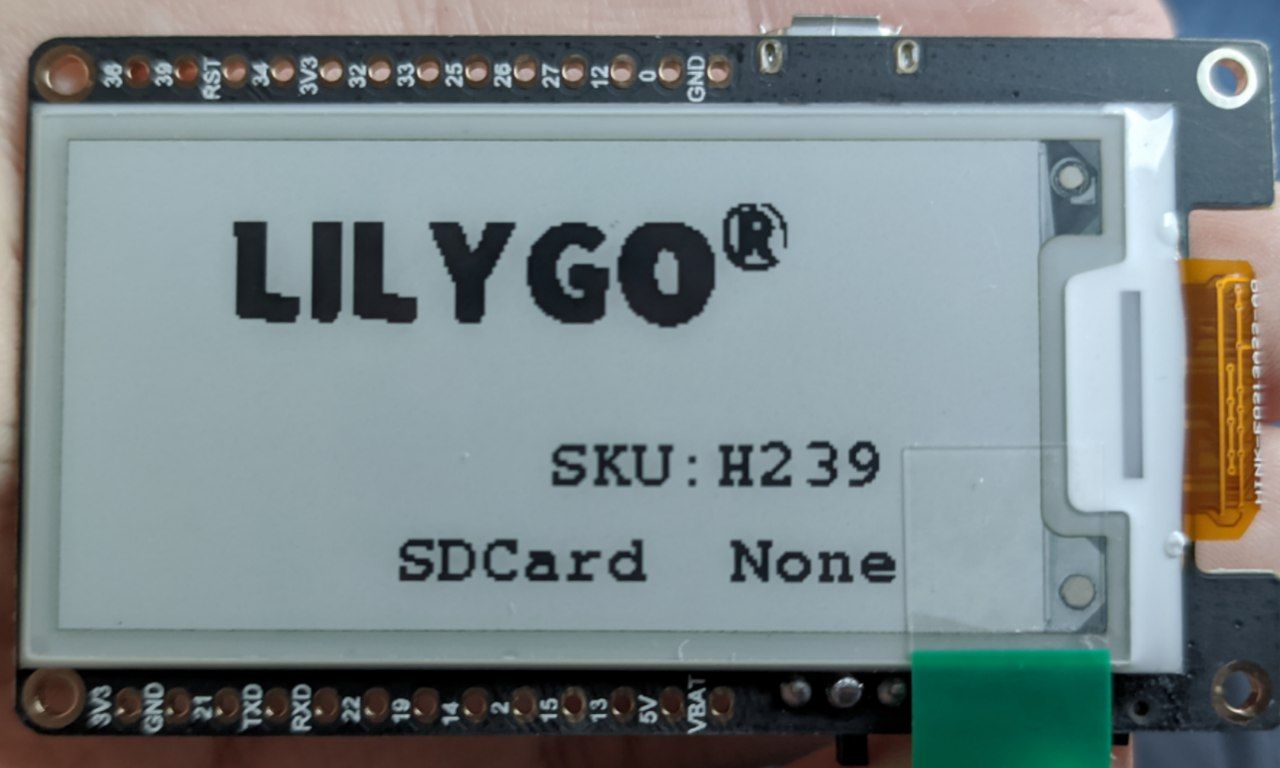 36 39 RST 34 3V3 32 33 25 26 27 12 0 GND
LILYGO®
SKU:H239
SDCard None
3V3 GND 21 TXD RXD 22 19 14 2 15 13 5V VBAT